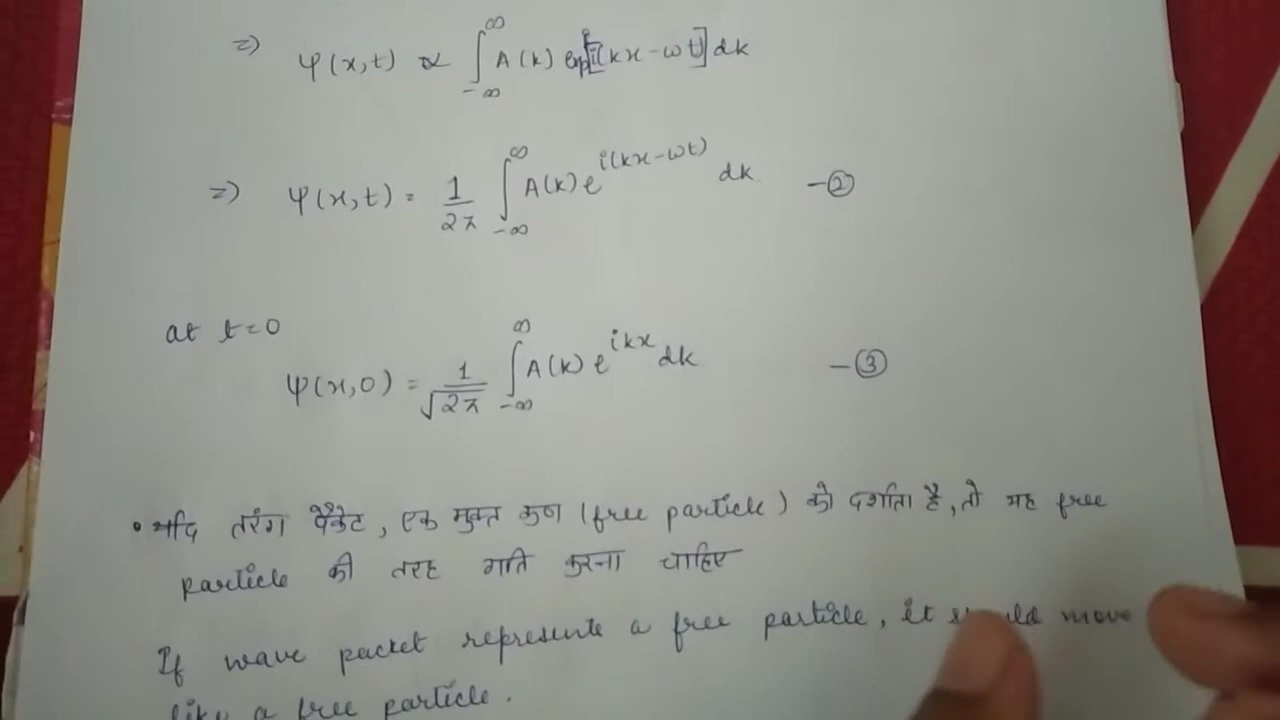 =) ψ(x,t) ∝ ∫_{-∞}^{∞} A(k) exp[i(kx-ωt] dk
=) ψ(x,t) = 1/2π ∫_{-∞}^{∞} A(k) e^{i(kx-ωt)} dk -②
at t=0
ψ(x,0) = 1/√2π ∫_{-∞}^{∞} A(k) e^{ikx} dk -③
• यदि तरंग पैकेट, एक मुक्त कण (free particle) को दर्शाता है, तो यह free
particle की तरह गति करना चाहिए
If wave packet represents a free particle, it should move
like a free particle.